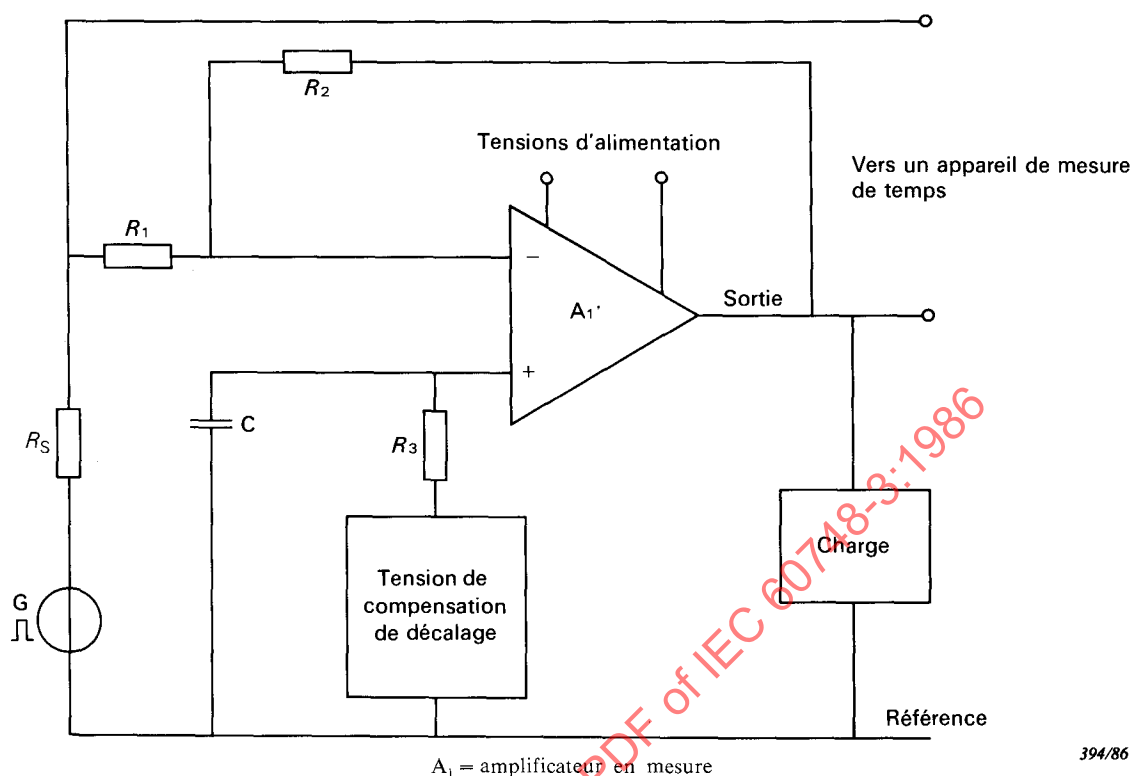 R2
Tensions d'alimentation
Vers un appareil de mesure
de temps
R1
−
A1
Sortie
+
C
RS
R3
Charge
Tension de
compensation
de décalage
G
Référence
A1 = amplificateur en mesure
394/86
PDF of IEC 60748-3:1986